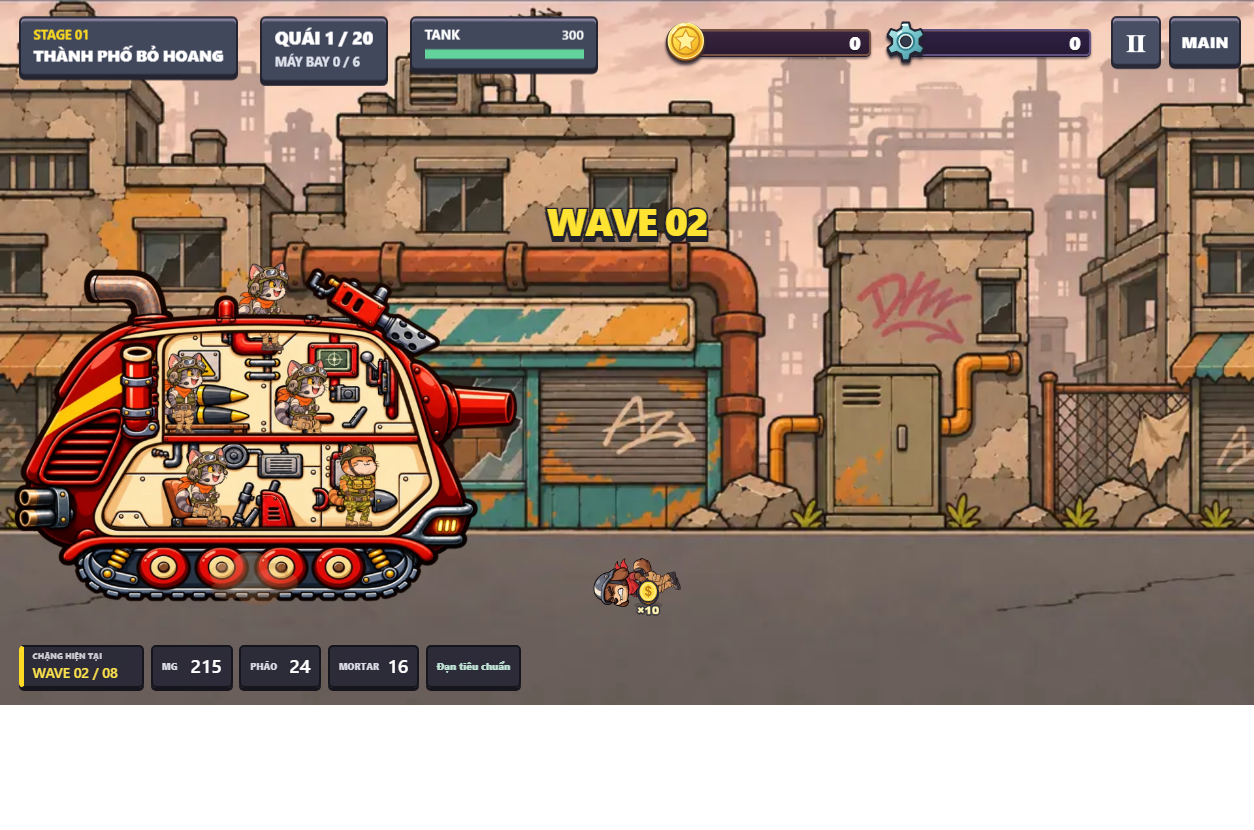 STAGE 01
THÀNH PHỐ BỎ HOANG
QUÁI 1 / 20
MÁY BAY 0 / 6
TANK 300
0
0
II
MAIN
WAVE 02
AZ
$
×10
CHẶNG HIỆN TẠI
WAVE 02 / 08
MG 215
PHÁO 24
MORTAR 16
Đạn tiêu chuẩn